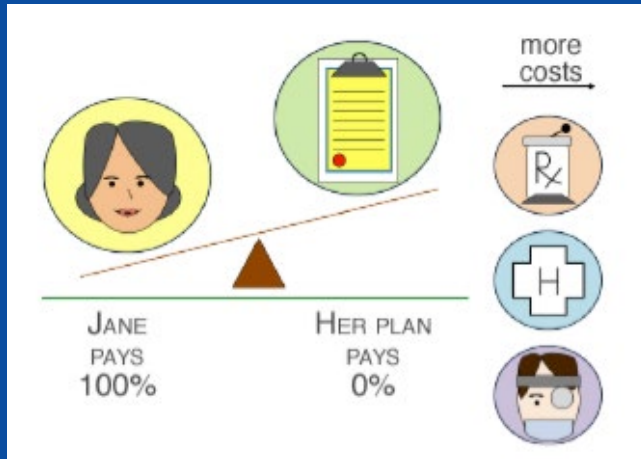 more
costs
Rx
H
JANE
PAYS
100%
HER PLAN
PAYS
0%